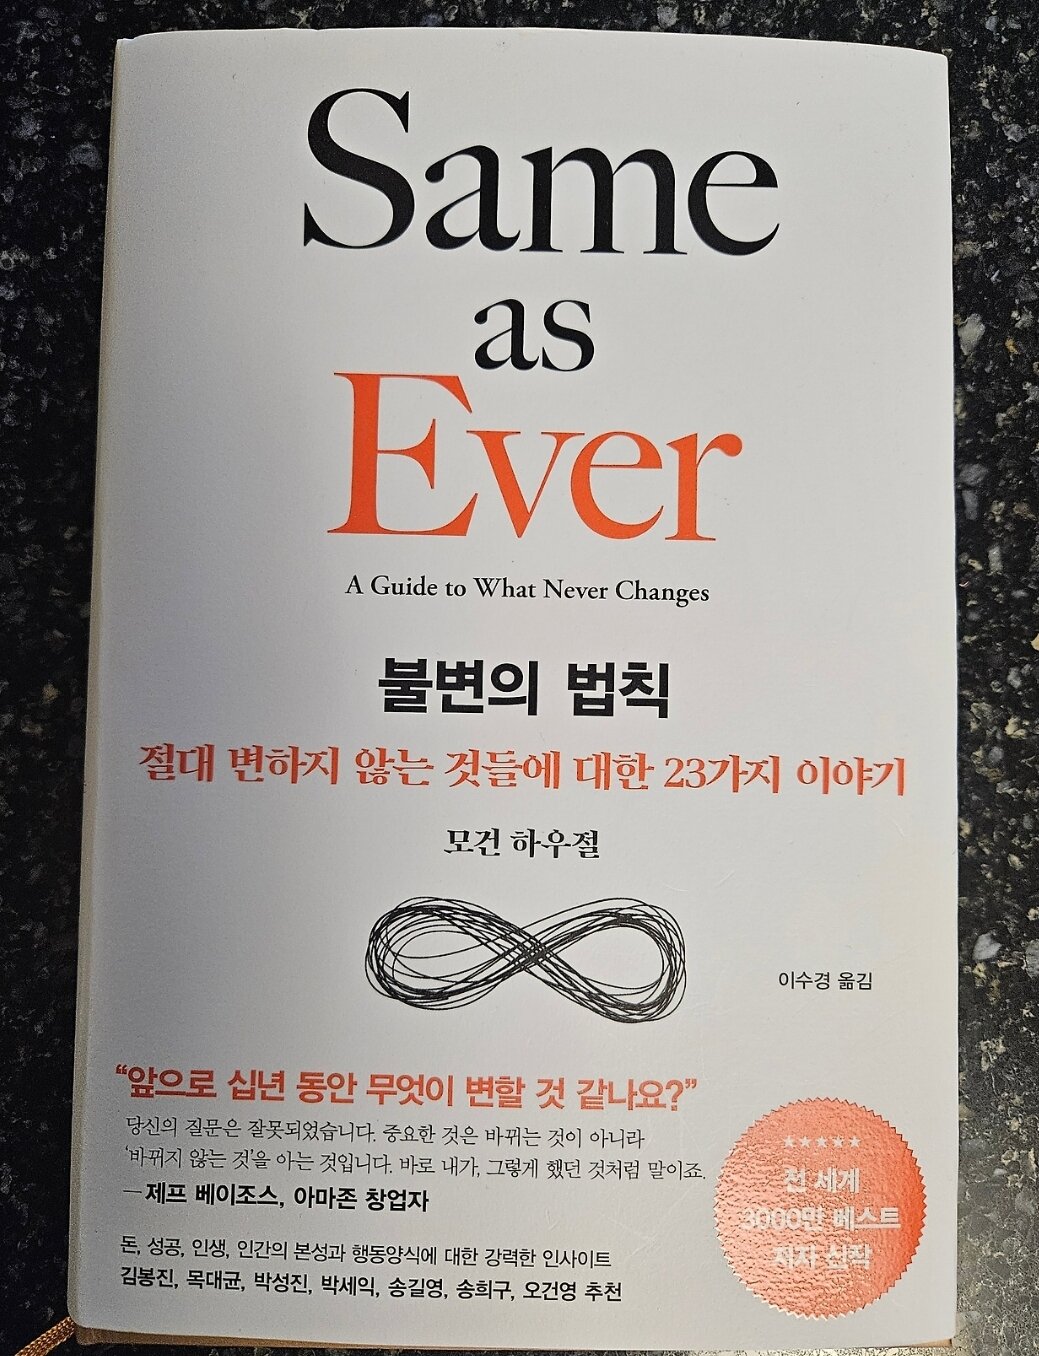 Same
as
Ever
A Guide to What Never Changes
불변의 법칙
절대 변하지 않는 것들에 대한 23가지 이야기
모건 하우절
이수경 옮김
“앞으로 십년 동안 무엇이 변할 것 같나요?”
당신의 질문은 잘못되었습니다. 중요한 것은 바뀌는 것이 아니라
‘바뀌지 않는 것’을 아는 것입니다. 바로 내가, 그렇게 했던 것처럼 말이죠.
— 제프 베이조스, 아마존 창업자
돈, 성공, 인생, 인간의 본성과 행동양식에 대한 강력한 인사이트
김봉진, 목대균, 박성진, 박세익, 송길영, 송희구, 오건영 추천
★★★★★
전 세계
3000만 베스트
저자 신작